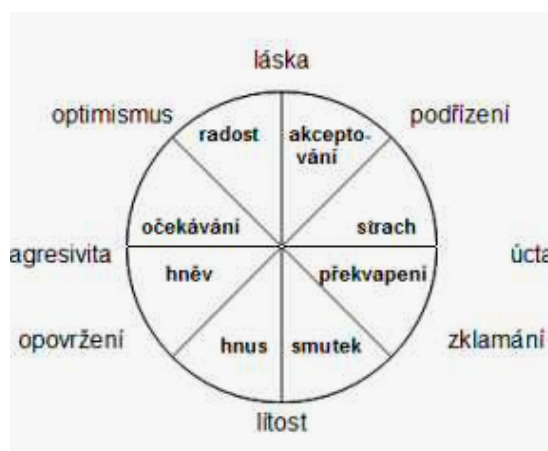 láska
optimismus
podřízení
radost
akcepto-
vání
očekávání
strach
agresivita
úcta
hněv
překvapení
opovržení
hnus
smutek
zklamání
lítost